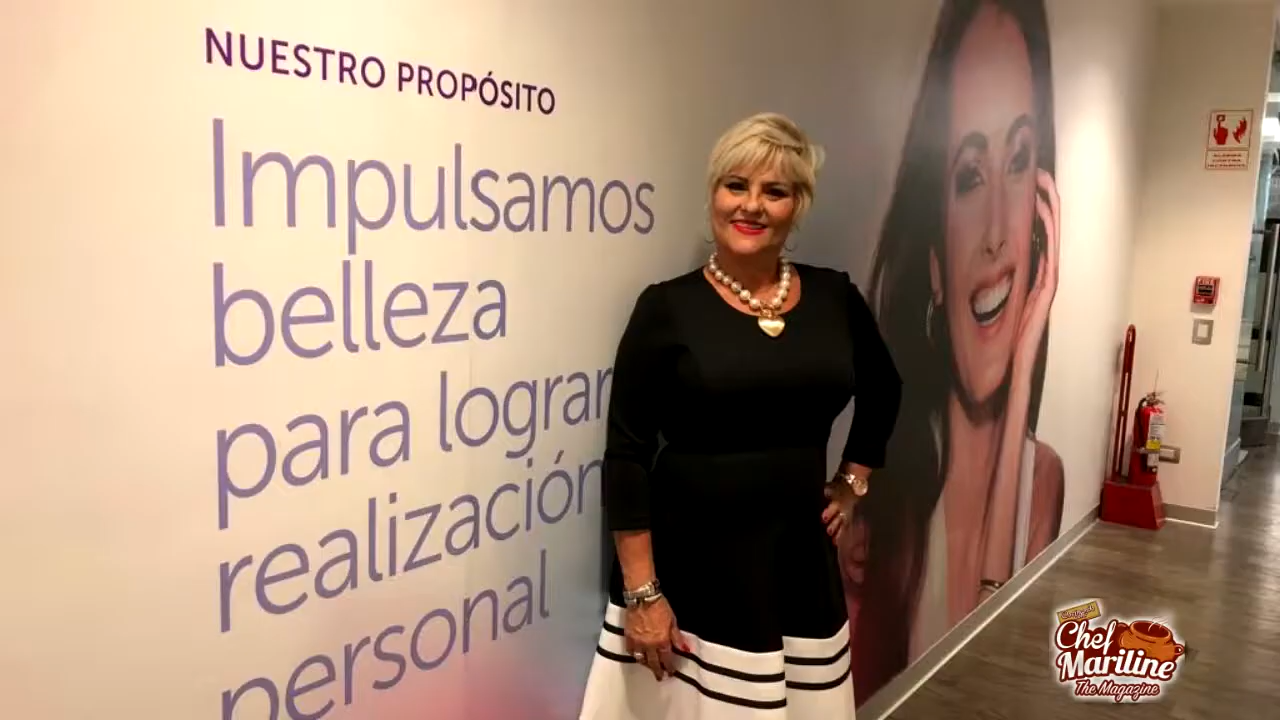 NUESTRO PROPÓSITO
Impulsamos
belleza
para lograr
realización
personal
Chef
Mariline
The Magazine